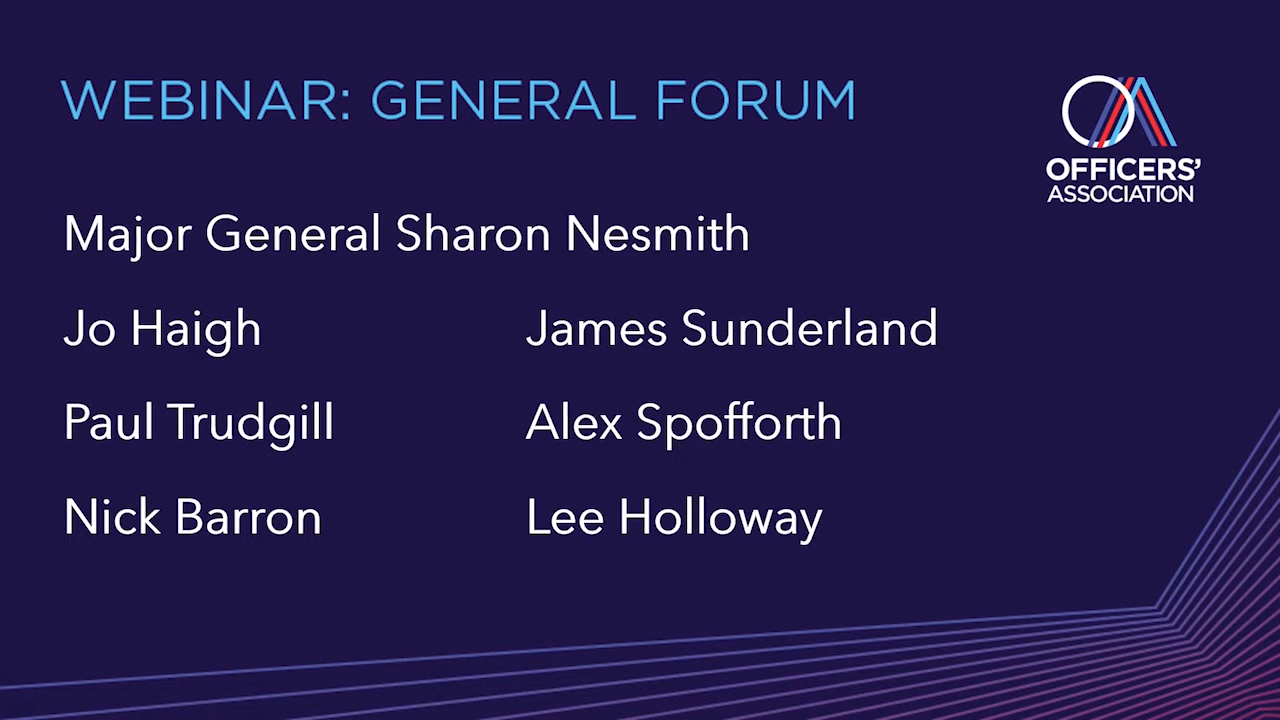 WEBINAR: GENERAL FORUM
OFFICERS'
ASSOCIATION
Major General Sharon Nesmith
Jo Haigh
James Sunderland
Paul Trudgill
Alex Spofforth
Nick Barron
Lee Holloway